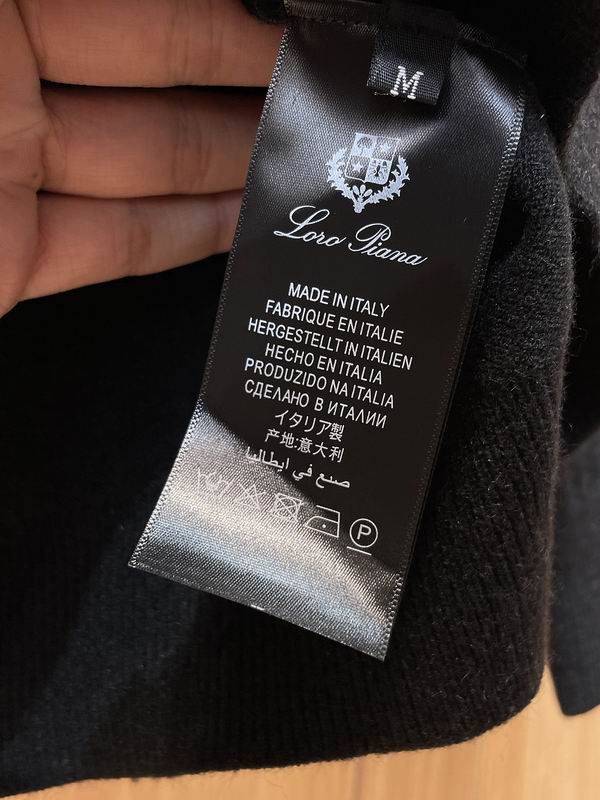 M
Loro Piana
MADE IN ITALY
FABRIQUE EN ITALIE
HERGESTELLT IN ITALIEN
HECHO EN ITALIA
PRODUZIDO NA ITALIA
СДЕЛАНО В ИТАЛИИ
イタリア製
产地:意大利
صنع في ايطاليا
P